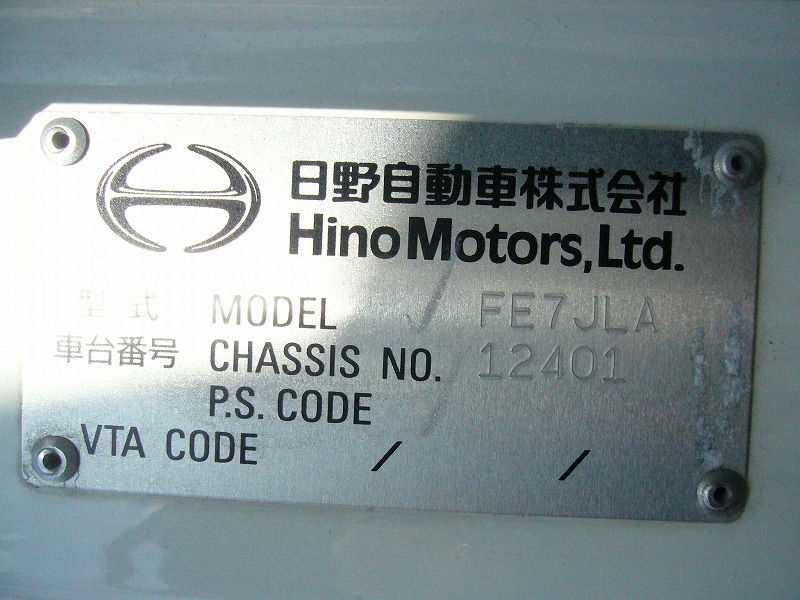 日野自動車株式会社
Hino Motors, Ltd.
型式 MODEL FE7JLA
車台番号 CHASSIS NO. 12401
P.S. CODE
VTA CODE / /